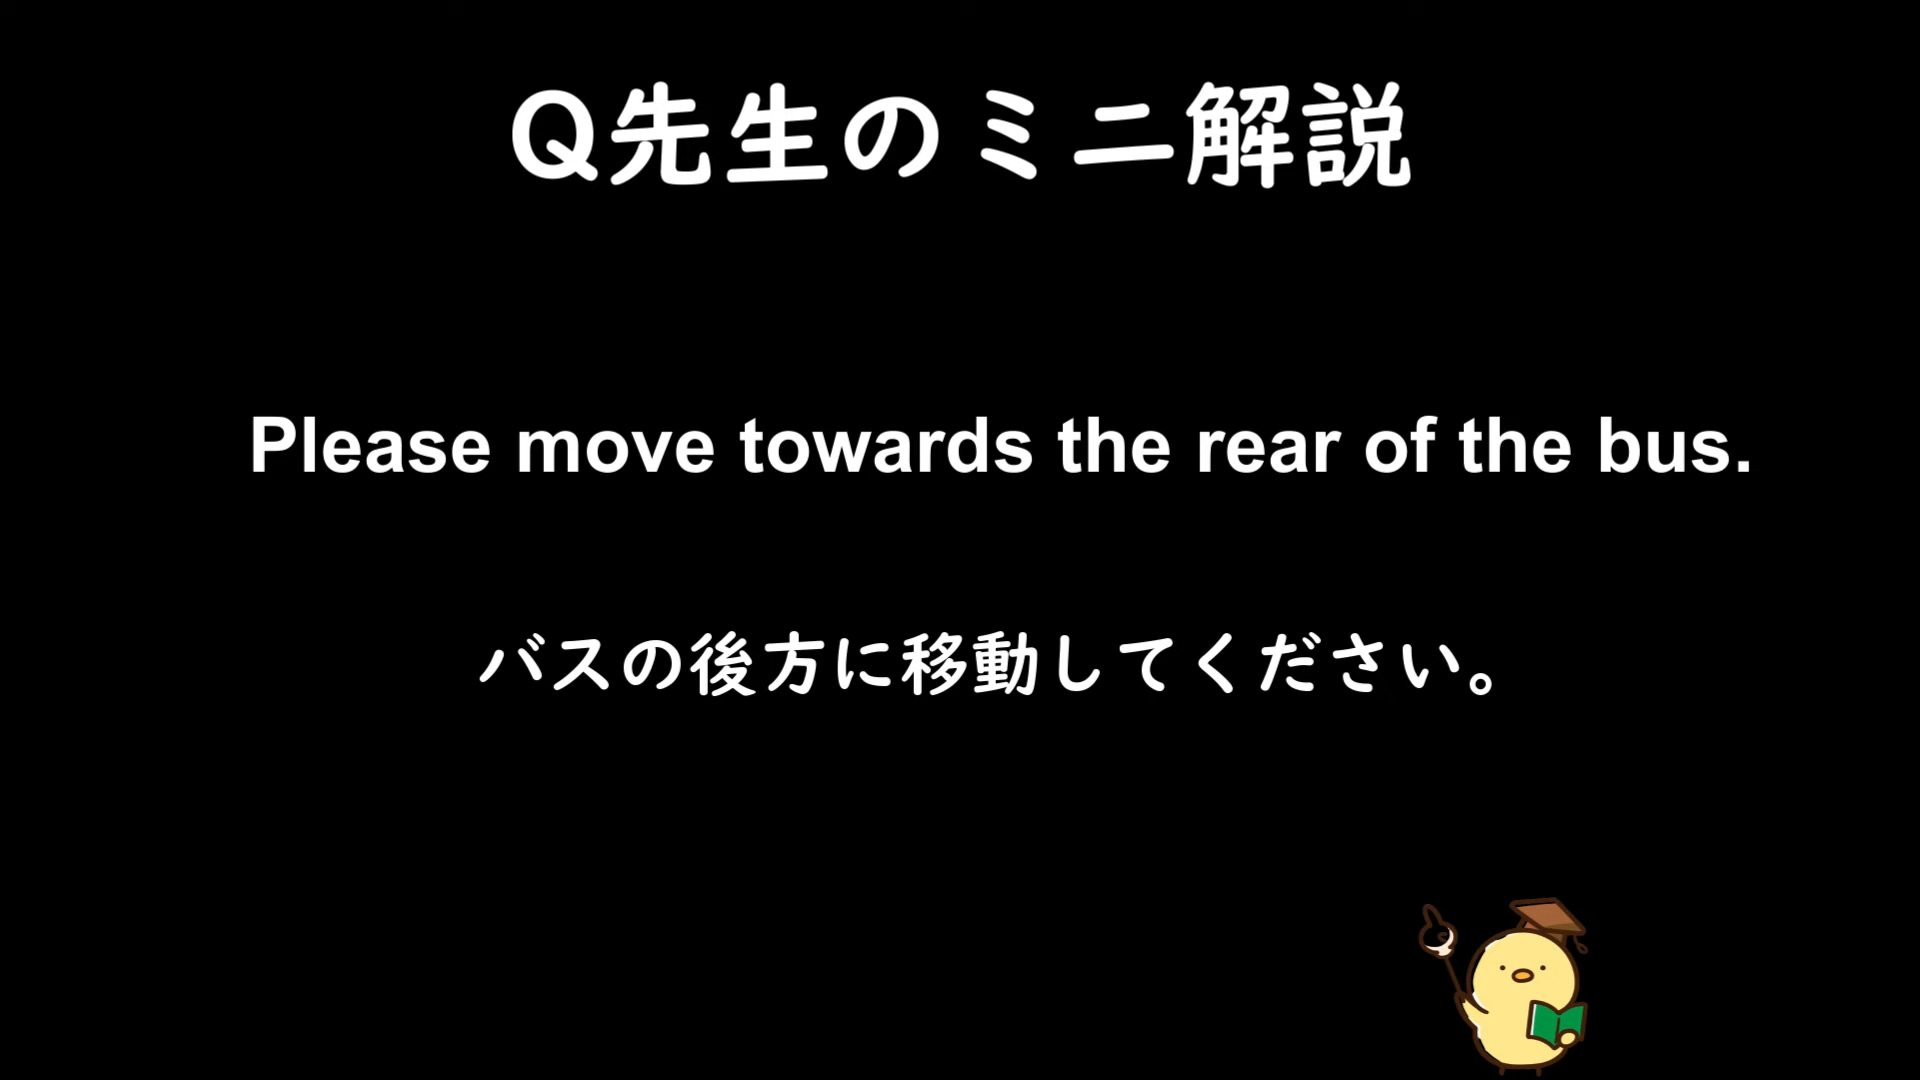 Q先生のミニ解説
Please move towards the rear of the bus.
バスの後方に移動してください。